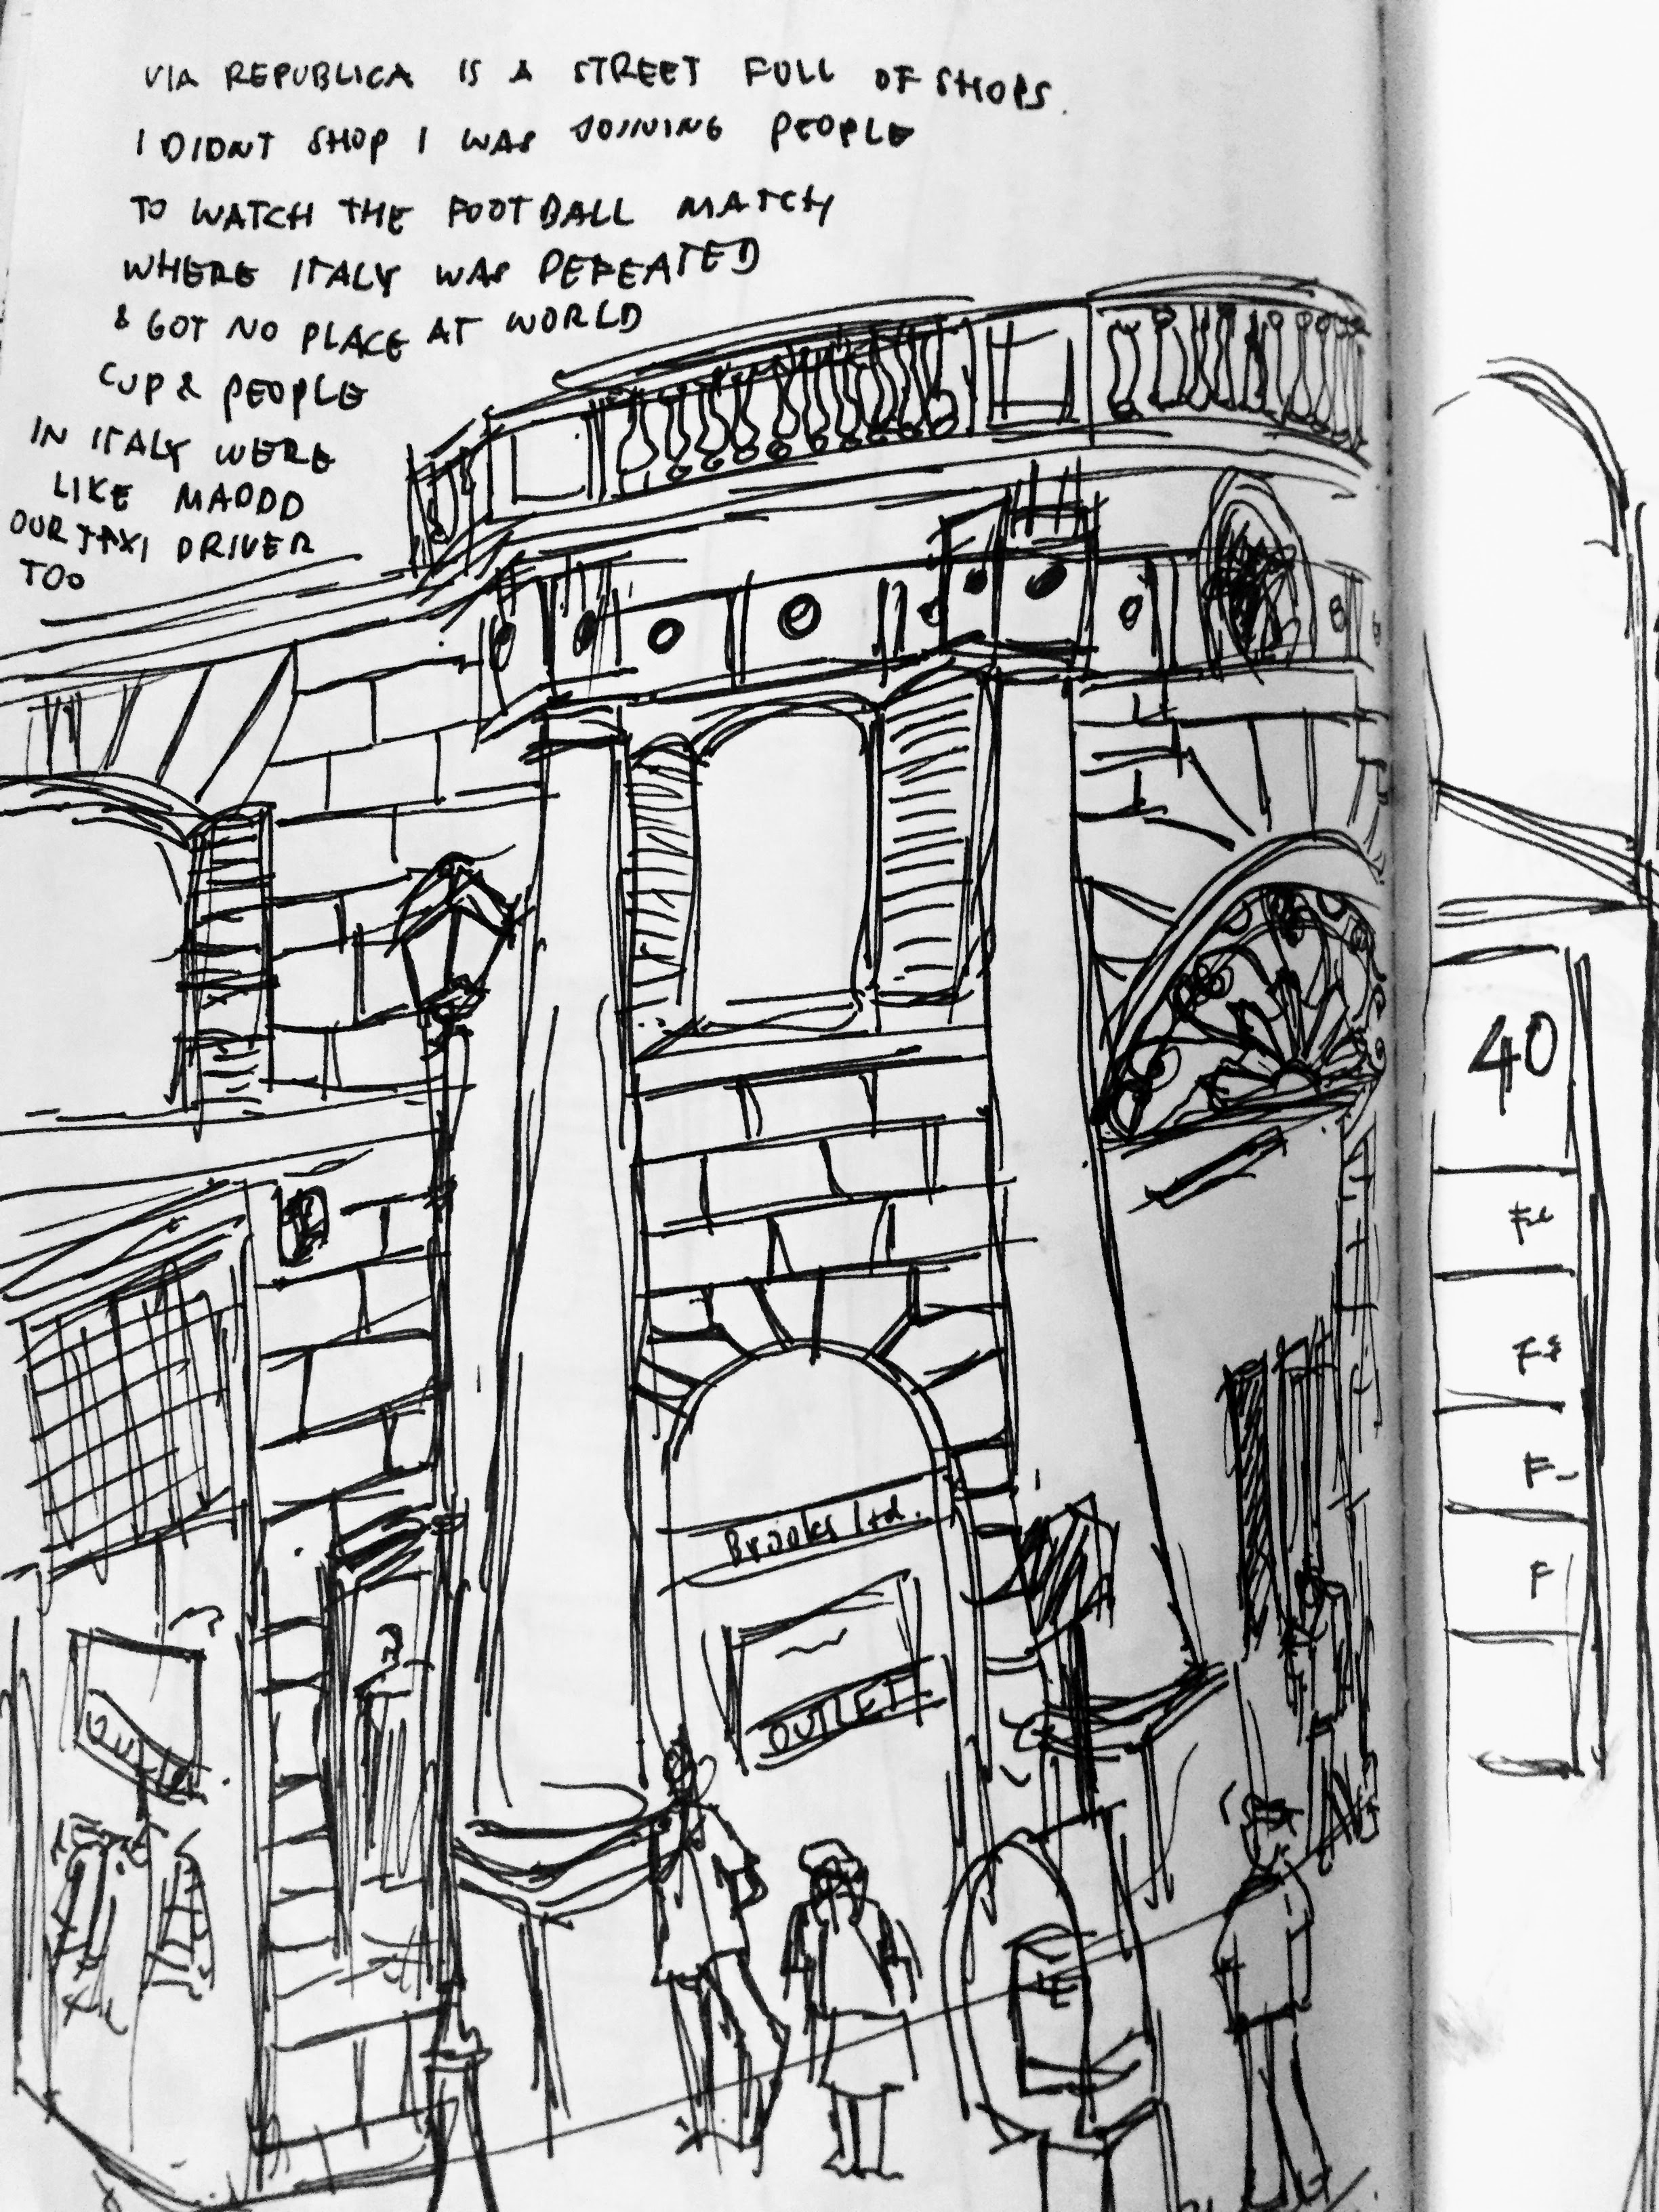 VIA REPUBLICA IS A STREET FULL OF SHOPS.
I DIDNT SHOP I WAS JOINING PEOPLE
TO WATCH THE FOOTBALL MATCH
WHERE ITALY WAS DEFEATED
& GOT NO PLACE AT WORLD
CUP & PEOPLE
IN ITALY WERE
LIKE MADDD
OUR TAXI DRIVER
TOO
Brooks Ltd.
OUTLET
40
F